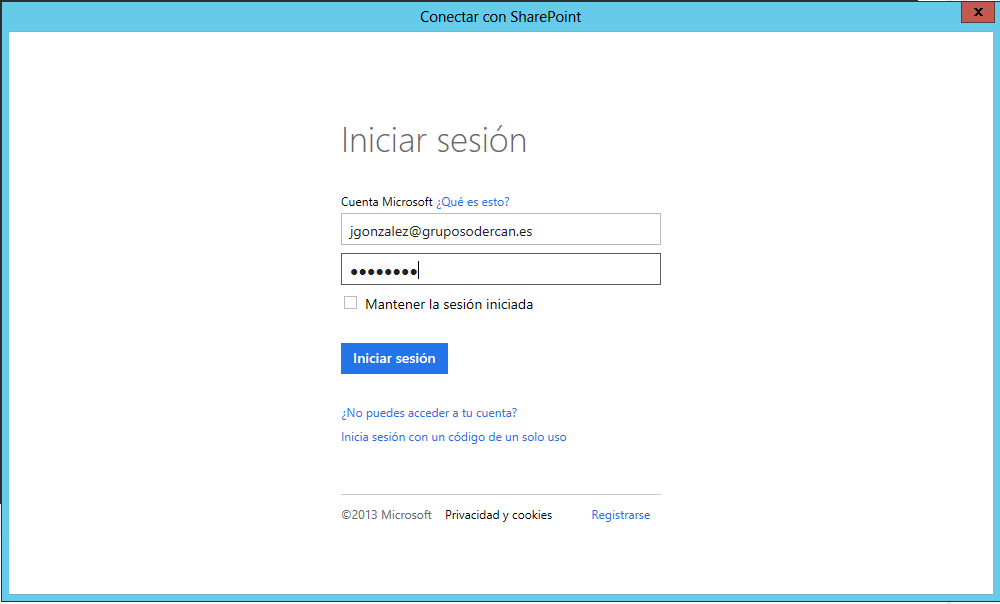 Conectar con SharePoint
x
Iniciar sesión
Cuenta Microsoft ¿Qué es esto?
jgonzalez@gruposodercan.es
●●●●●●●●
Mantener la sesión iniciada
Iniciar sesión
¿No puedes acceder a tu cuenta?
Inicia sesión con un código de un solo uso
©2013 Microsoft Privacidad y cookies Registrarse